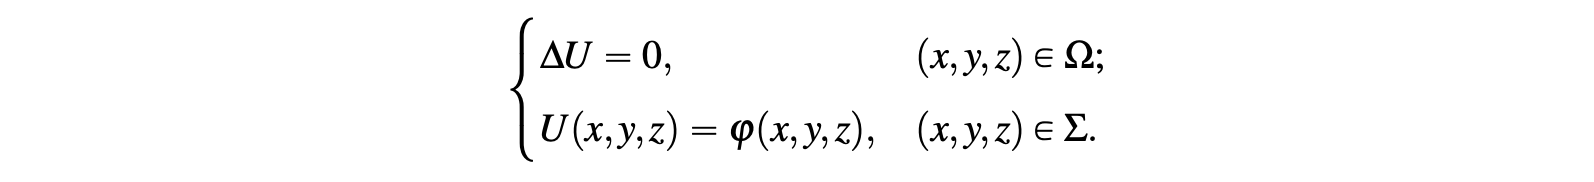 ΔU = 0, (x,y,z) ∈ Ω;
U(x,y,z) = φ(x,y,z), (x,y,z) ∈ Σ.